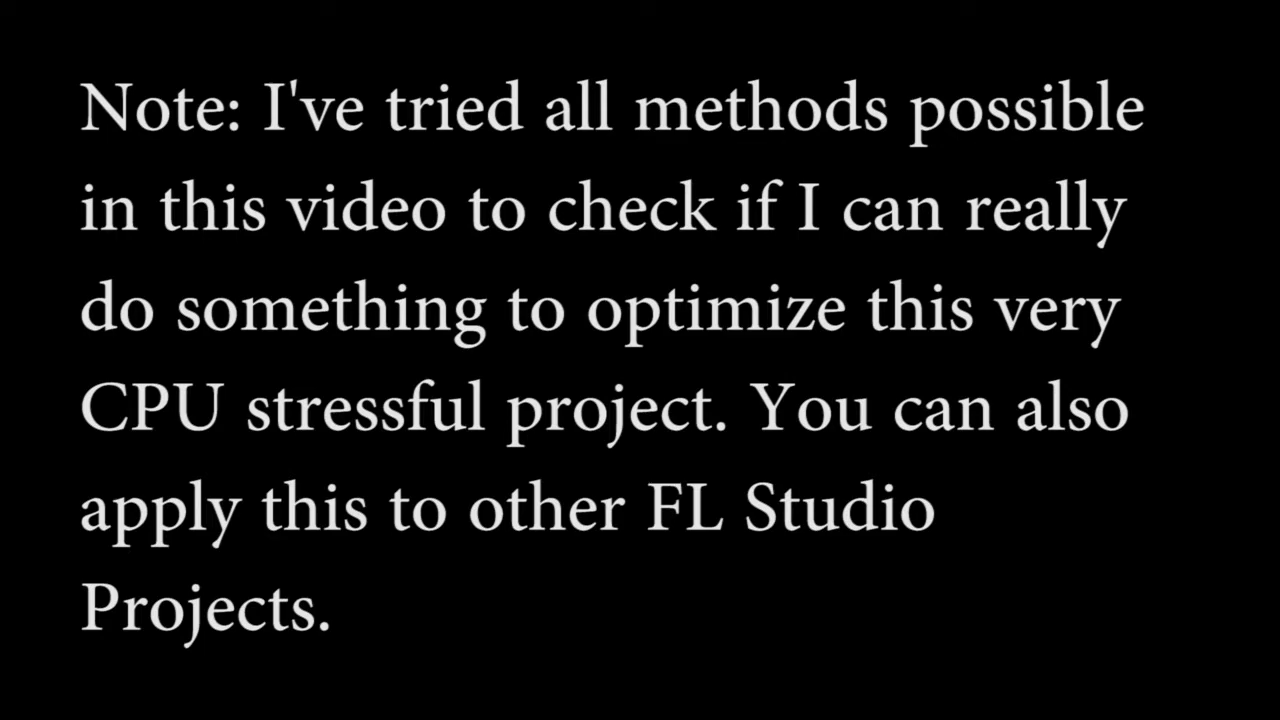 Note: I've tried all methods possible
in this video to check if I can really
do something to optimize this very
CPU stressful project. You can also
apply this to other FL Studio
Projects.